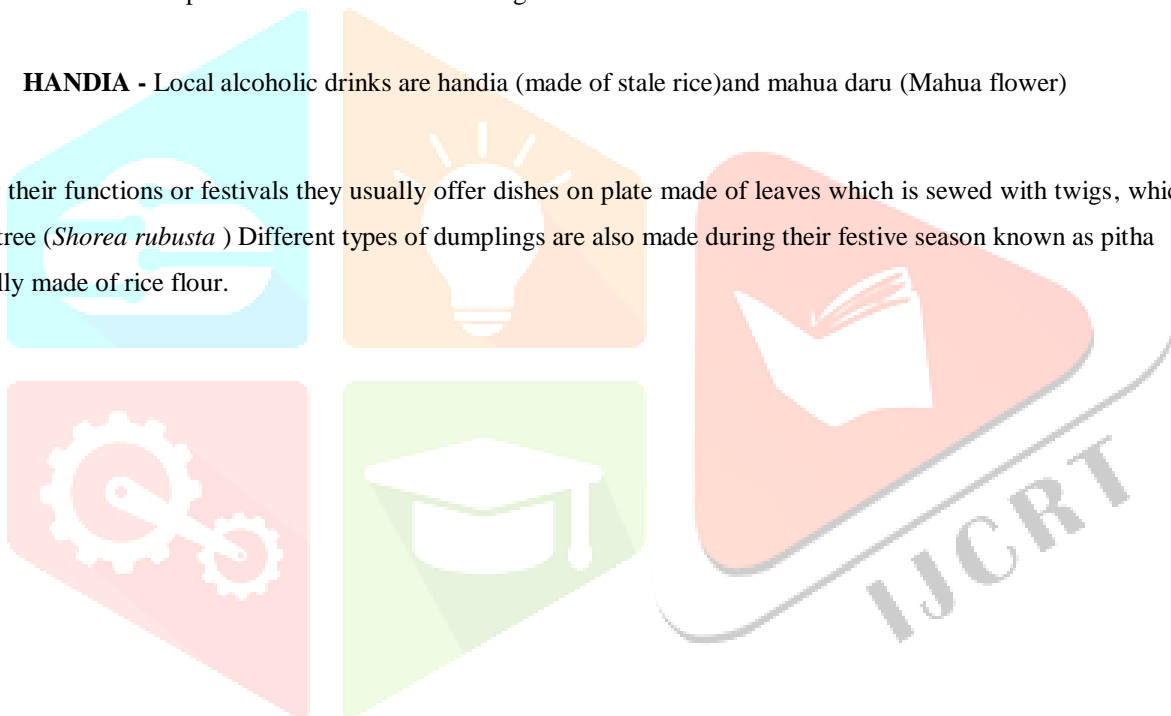 HANDIA - Local alcoholic drinks are handia (made of stale rice)and mahua daru (Mahua flower)
their functions or festivals they usually offer dishes on plate made of leaves which is sewed with twigs,
tree (Shorea rubusta ) Different types of dumplings are also made during their festive season known as pitha
made of rice flour.
IJCRT